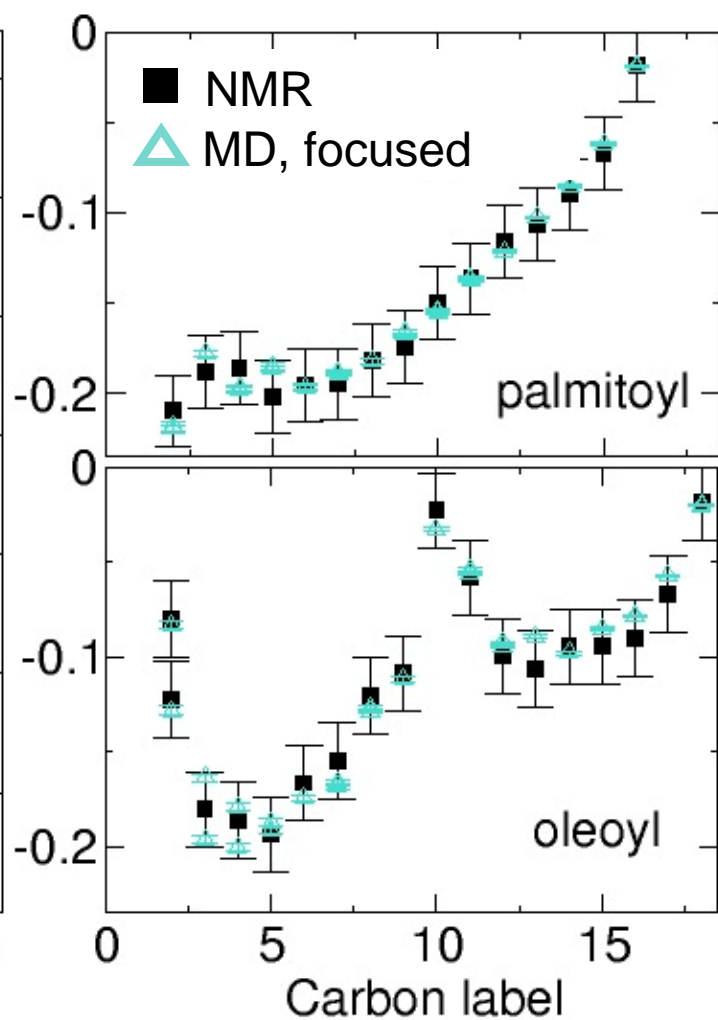 0
NMR
MD, focused
-0.1
-0.2
palmitoyl
0
-0.1
-0.2
oleoyl
0 5 10 15
Carbon label